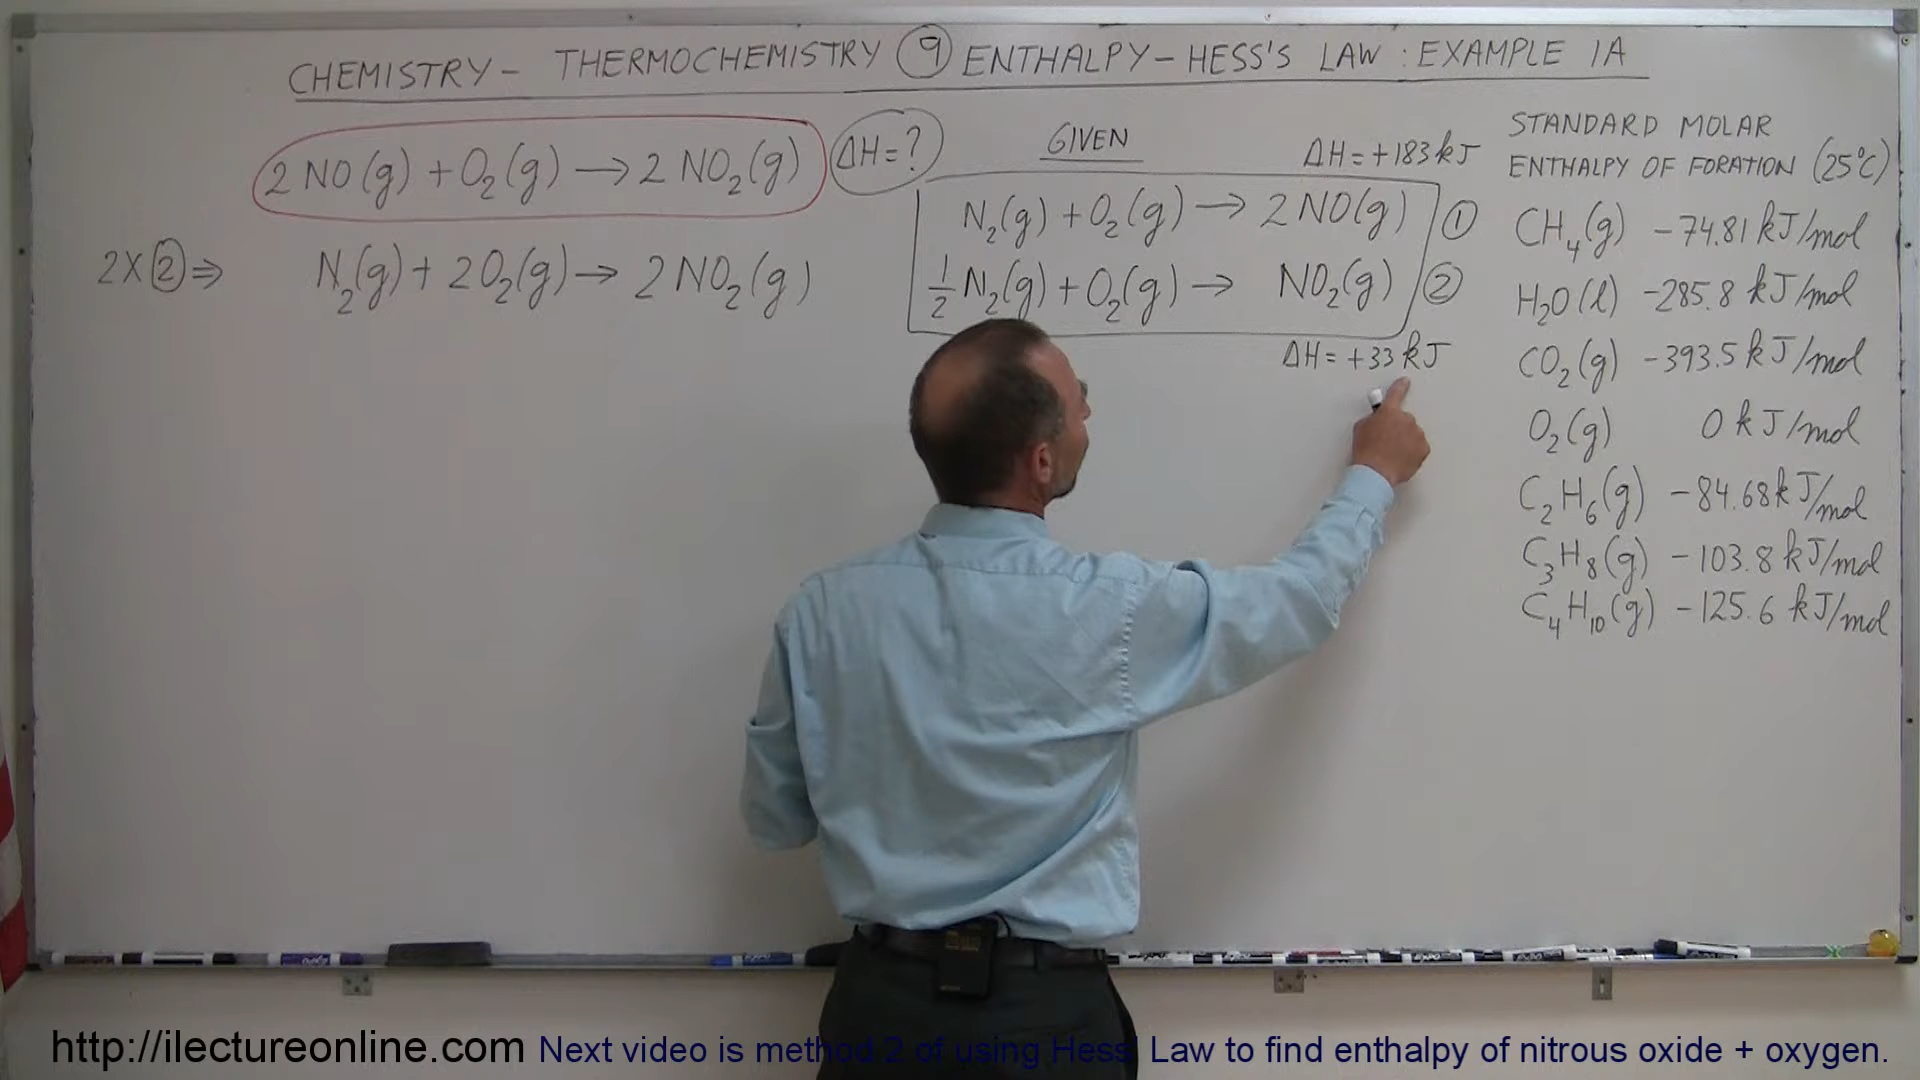 CHEMISTRY - THERMOCHEMISTRY ⑨ ENTHALPY - HESS'S LAW : EXAMPLE 1A
2 NO(g) + O₂(g) → 2 NO₂(g) ΔH = ?
2 X ② ⇒ N₂(g) + 2O₂(g) → 2 NO₂(g)
GIVEN
ΔH = +183 kJ
N₂(g) + O₂(g) → 2 NO(g) ①
½ N₂(g) + O₂(g) → NO₂(g) ②
ΔH = +33 kJ
STANDARD MOLAR
ENTHALPY OF FORATION (25°C)
CH₄(g) -74.81 kJ/mol
H₂O(l) -285.8 kJ/mol
CO₂(g) -393.5 kJ/mol
O₂(g) 0 kJ/mol
C₂H₆(g) -84.68 kJ/mol
C₃H₈(g) -103.8 kJ/mol
C₄H₁₀(g) -125.6 kJ/mol
http://ilectureonline.com Next video is method 2 of using Hess' Law to find enthalpy of nitrous oxide + oxygen.